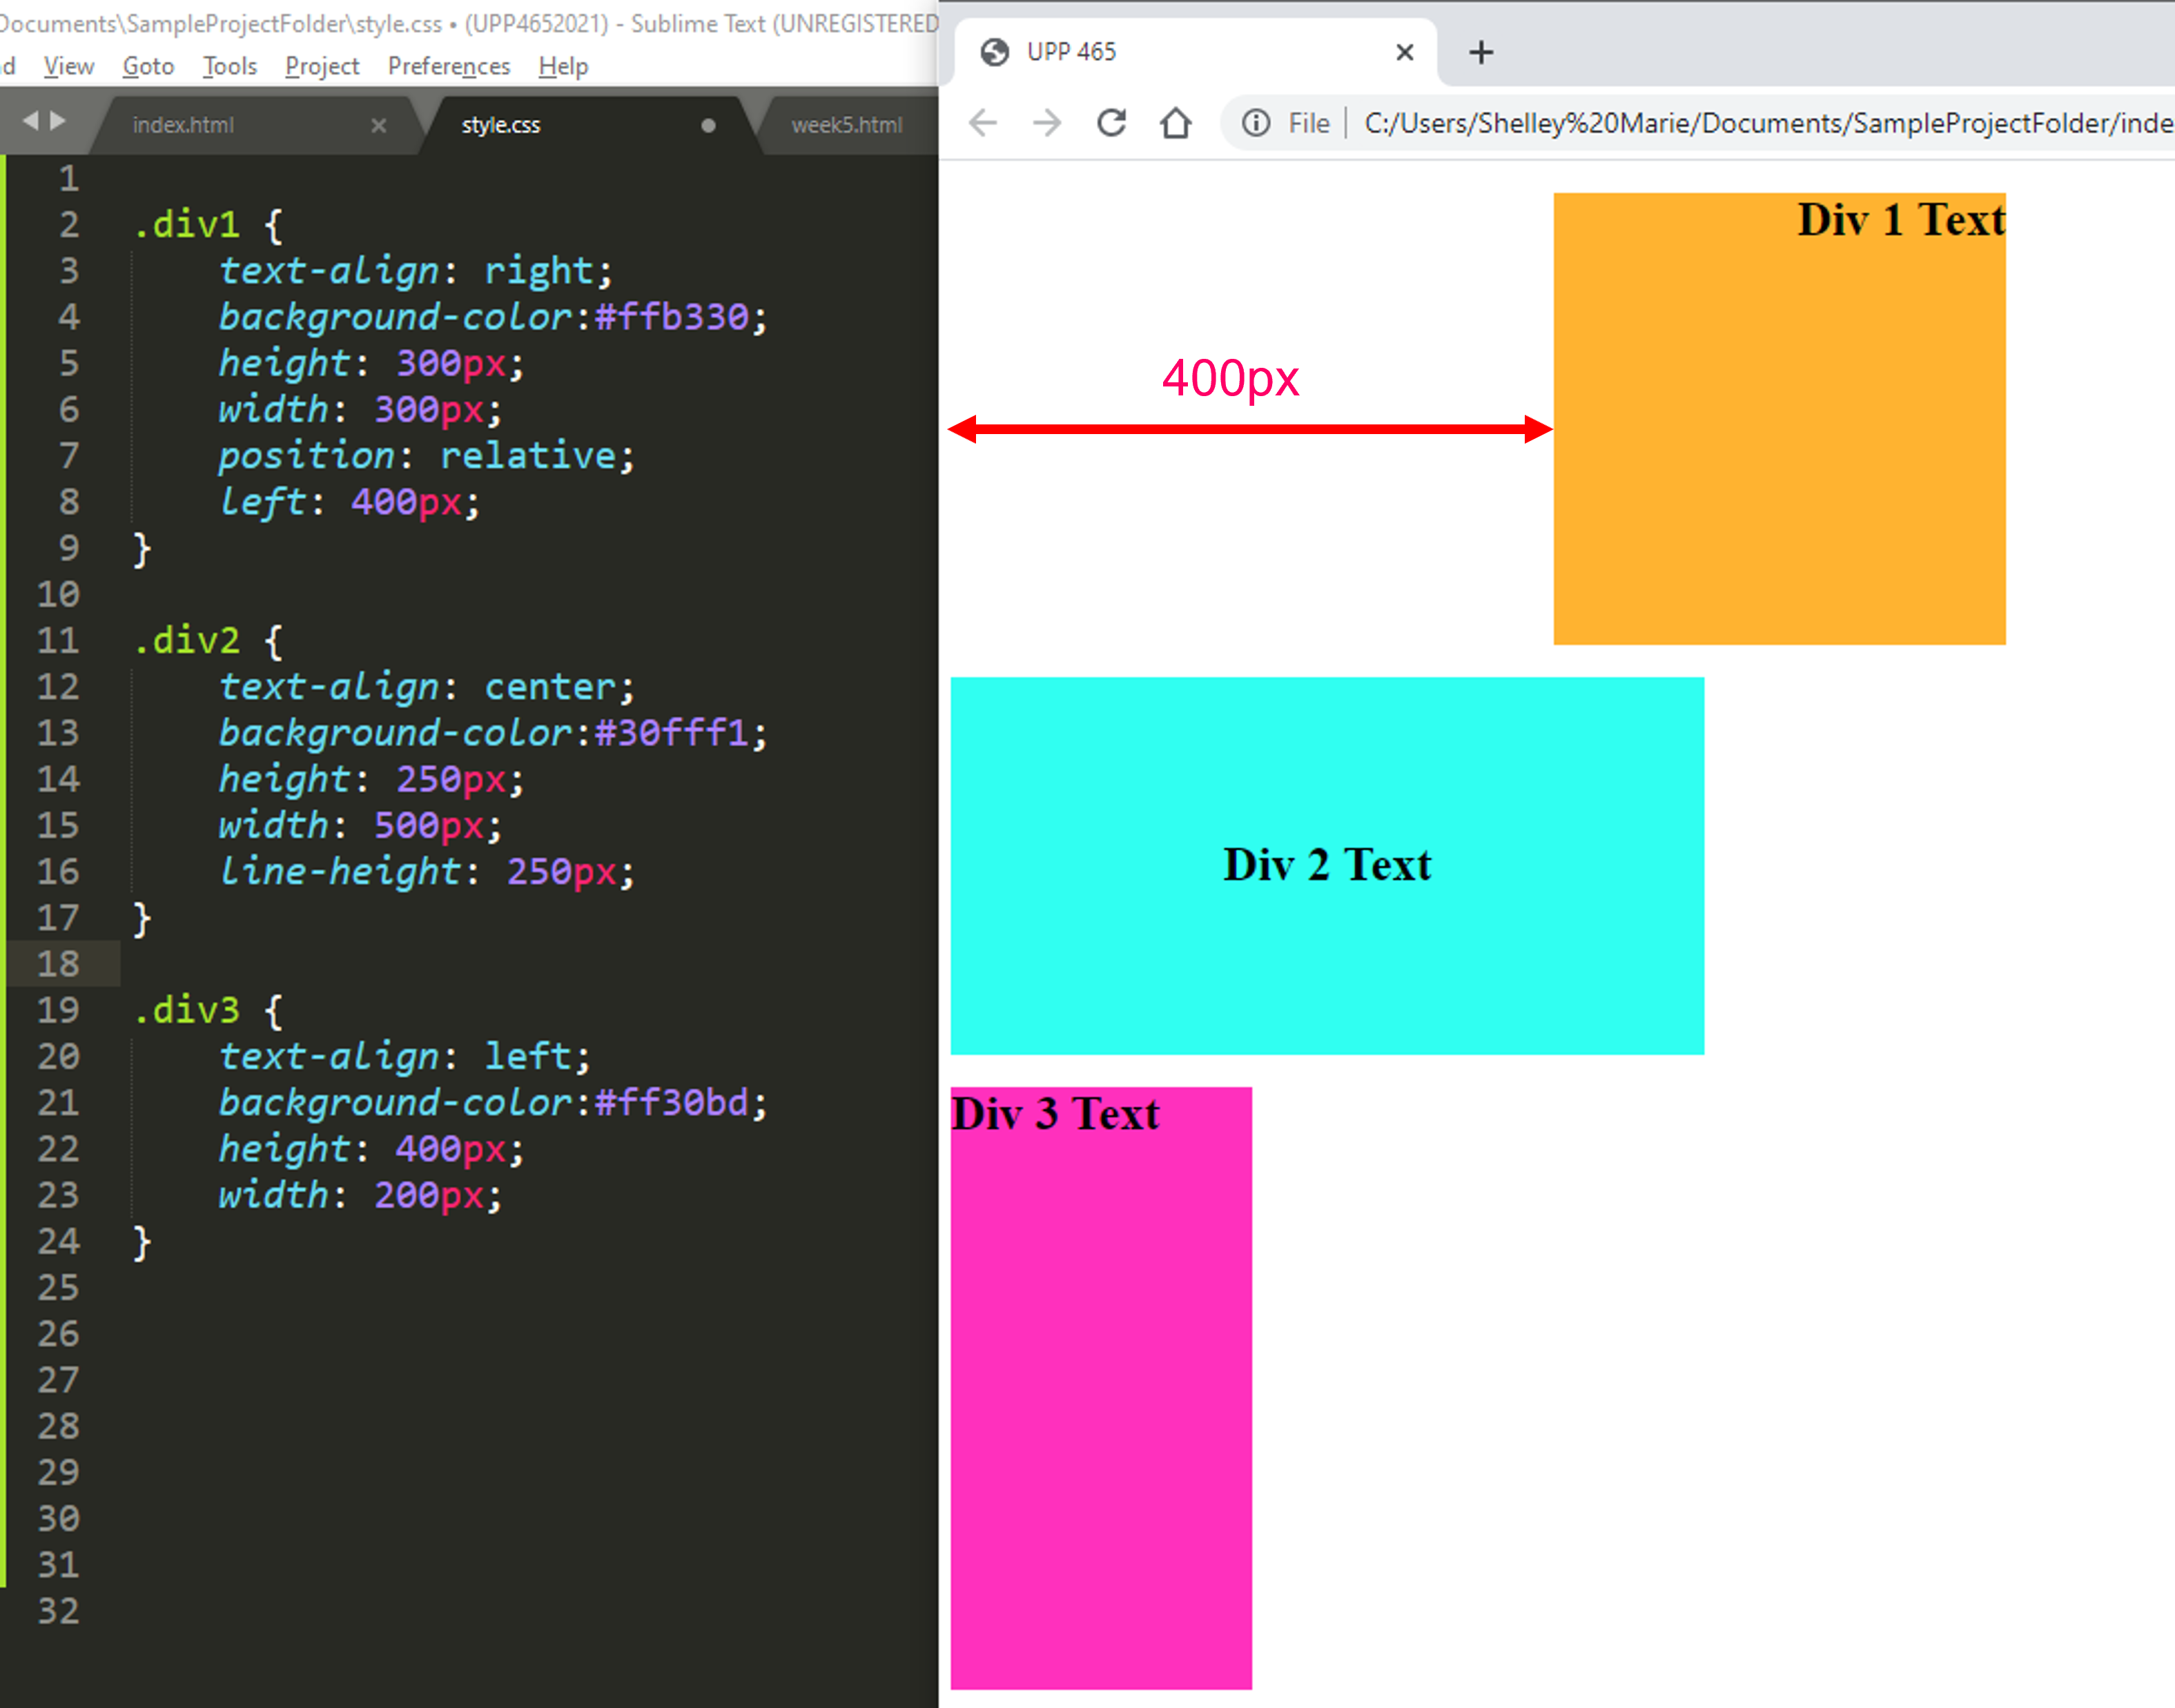 Documents\SampleProjectFolder\style.css • (UPP4652021) - Sublime Text (UNREGISTERED
d View Goto Tools Project Preferences Help
index.html × style.css week5.html
1
2 .div1 {
3 text-align: right;
4 background-color:#ffb330;
5 height: 300px;
6 width: 300px;
7 position: relative;
8 left: 400px;
9 }
10
11 .div2 {
12 text-align: center;
13 background-color:#30fff1;
14 height: 250px;
15 width: 500px;
16 line-height: 250px;
17 }
18
19 .div3 {
20 text-align: left;
21 background-color:#ff30bd;
22 height: 400px;
23 width: 200px;
24 }
25
26
27
28
29
30
31
32
UPP 465
File | C:/Users/Shelley%20Marie/Documents/SampleProjectFolder/inde
Div 1 Text
400px
Div 2 Text
Div 3 Text